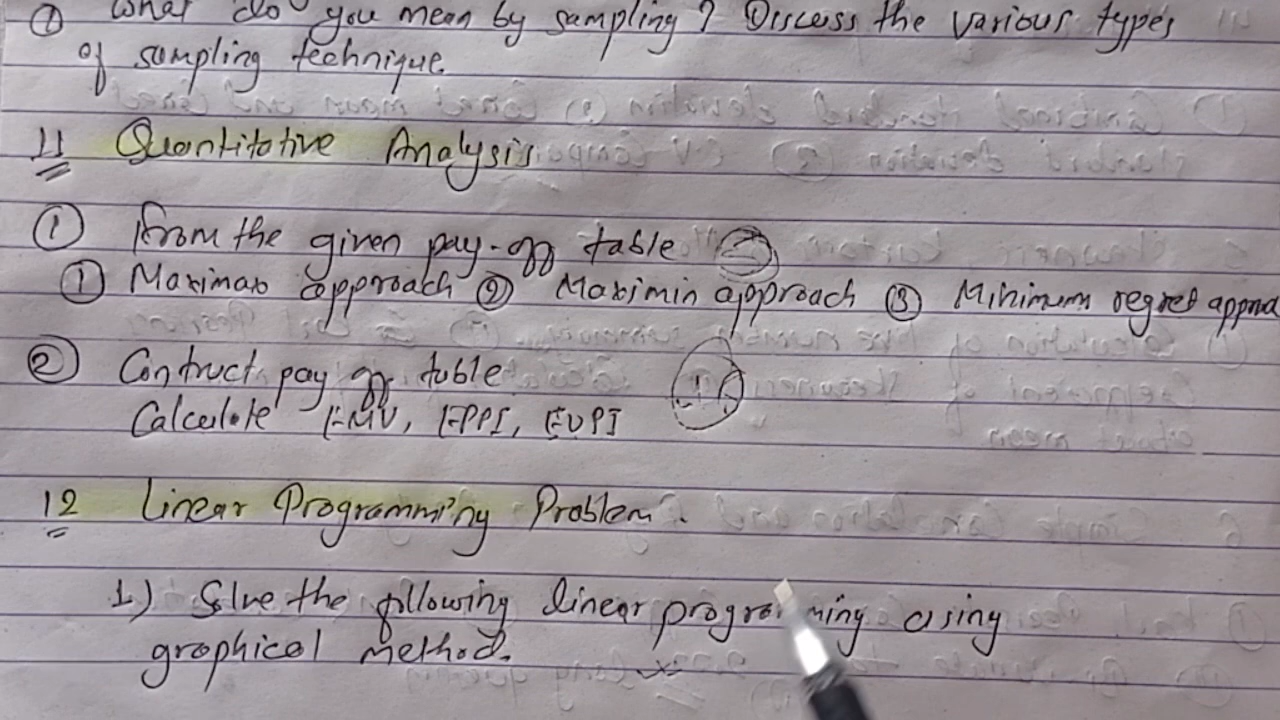 ① What do you mean by sampling ? Discuss the various types
of sampling technique.
11 Quantitative Analysis
① From the given pay-off table
① Maximax approach ② Maximin approach ③ Minimum regret
② Contruct pay off table
Calculate EMV, EPPI, EVPI
12 Linear Programming Problem.
1) Solve the following linear programming using
graphical method.